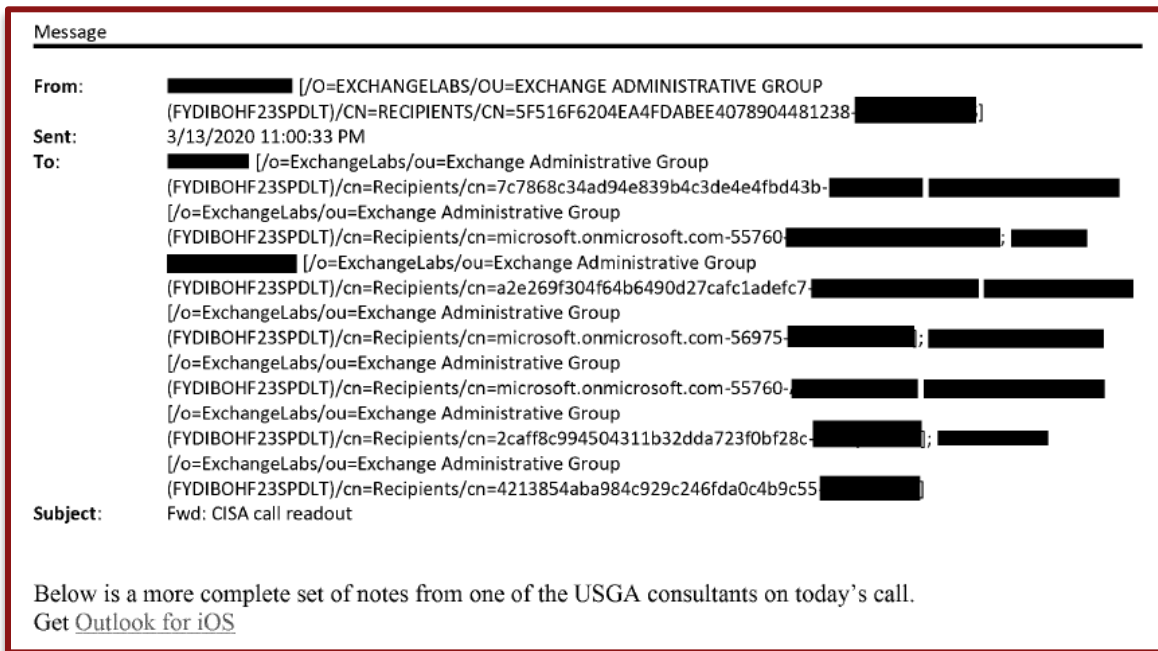 Message
From: [/O=EXCHANGELABS/OU=EXCHANGE ADMINISTRATIVE GROUP
(FYDIBOHF23SPDLT)/CN=RECIPIENTS/CN=5F516F6204EA4FDABEE4078904481238-]
Sent: 3/13/2020 11:00:33 PM
To: [/o=ExchangeLabs/ou=Exchange Administrative Group
(FYDIBOHF23SPDLT)/cn=Recipients/cn=7c7868c34ad94e839b4c3de4e4fbd43b-
[/o=ExchangeLabs/ou=Exchange Administrative Group
(FYDIBOHF23SPDLT)/cn=Recipients/cn=microsoft.onmicrosoft.com-55760-;
[/o=ExchangeLabs/ou=Exchange Administrative Group
(FYDIBOHF23SPDLT)/cn=Recipients/cn=a2e269f304f64b6490d27cafc1adefc7-
[/o=ExchangeLabs/ou=Exchange Administrative Group
(FYDIBOHF23SPDLT)/cn=Recipients/cn=microsoft.onmicrosoft.com-56975-];
[/o=ExchangeLabs/ou=Exchange Administrative Group
(FYDIBOHF23SPDLT)/cn=Recipients/cn=microsoft.onmicrosoft.com-55760-
[/o=ExchangeLabs/ou=Exchange Administrative Group
(FYDIBOHF23SPDLT)/cn=Recipients/cn=2caff8c994504311b32dda723f0bf28c-];
[/o=ExchangeLabs/ou=Exchange Administrative Group
(FYDIBOHF23SPDLT)/cn=Recipients/cn=4213854aba984c929c246fda0c4b9c55-]
Subject: Fwd: CISA call readout
Below is a more complete set of notes from one of the USGA consultants on today's call.
Get Outlook for iOS